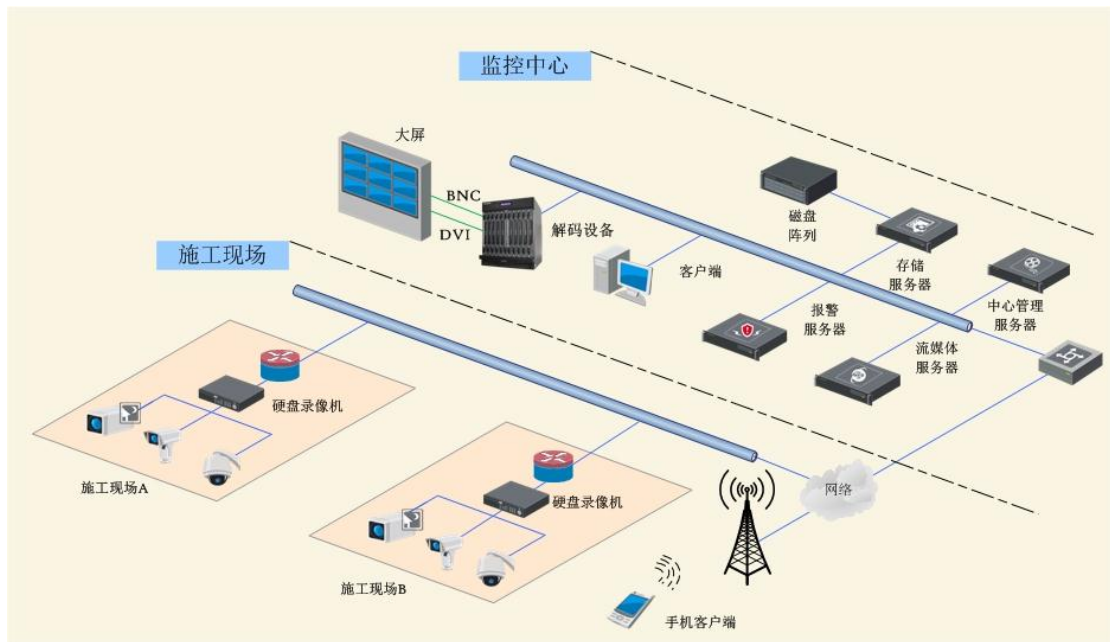 监控中心
大屏
BNC
DVI
解码设备
客户端
磁盘
阵列
存储
服务器
中心管理
服务器
报警
服务器
流媒体
服务器
施工现场
硬盘录像机
施工现场A
硬盘录像机
施工现场B
网络
手机客户端